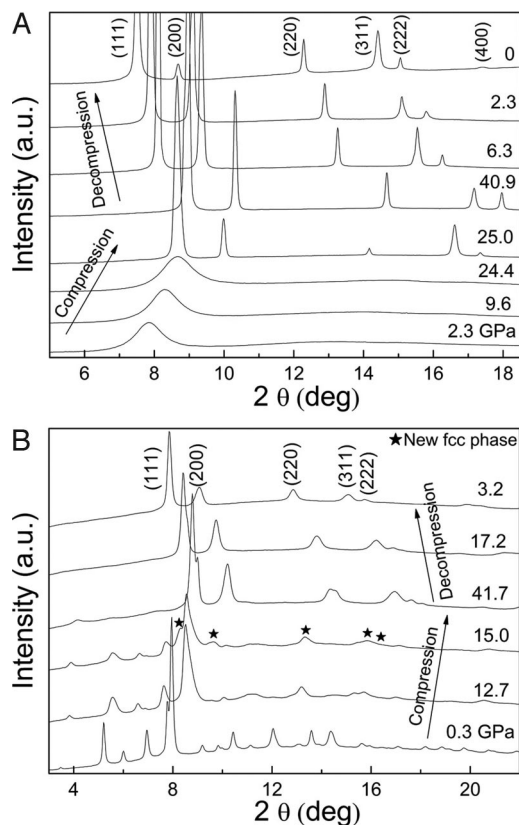 A
(111)
(200)
(220)
(311)
(222)
(400)
0
2.3
6.3
40.9
25.0
24.4
9.6
2.3 GPa
Decompression
Compression
Intensity (a.u.)
6 8 10 12 14 16 18
2 θ (deg)
B
★New fcc phase
(111)
(200)
(220)
(311)
(222)
3.2
17.2
41.7
15.0
12.7
0.3 GPa
Decompression
Compression
Intensity (a.u.)
4 8 12 16 20
2 θ (deg)